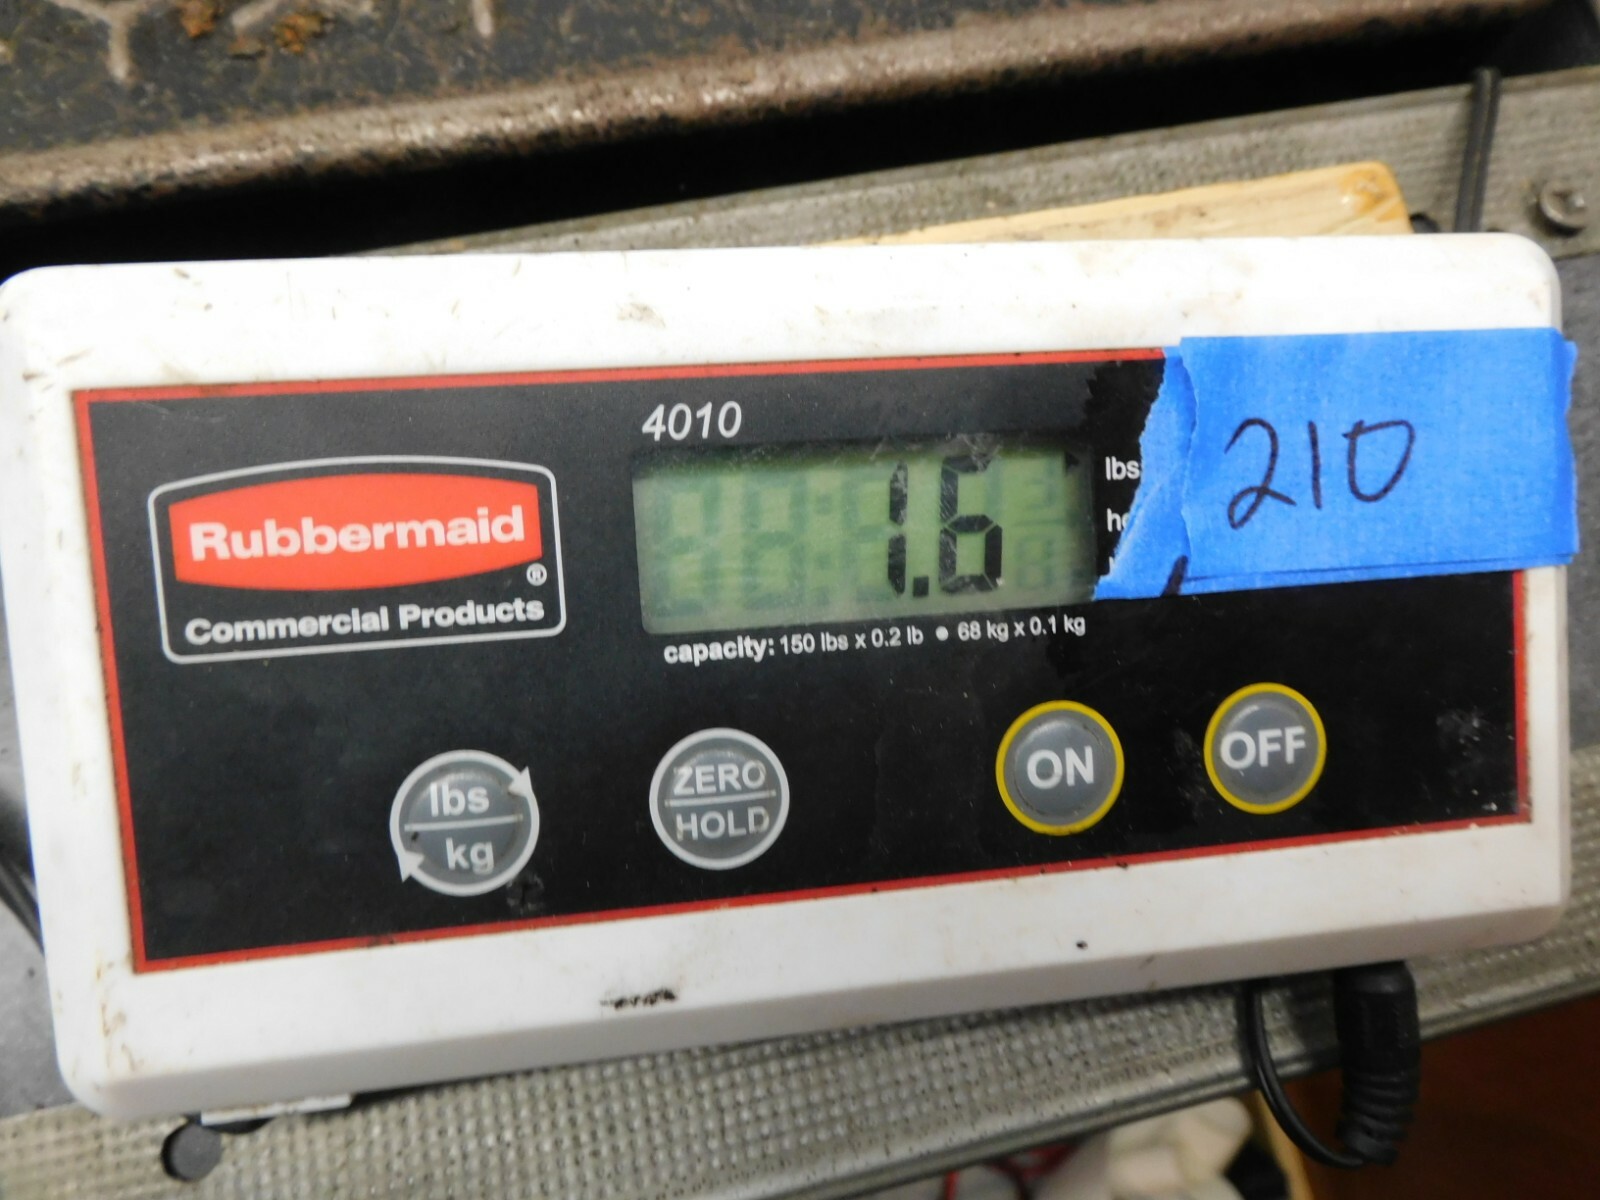 4010
1.6
lbs
210
Rubbermaid
®
Commercial Products
capacity: 150 lbs x 0.2 lb ● 68 kg x 0.1 kg
lbs
kg
ZERO
HOLD
ON
OFF